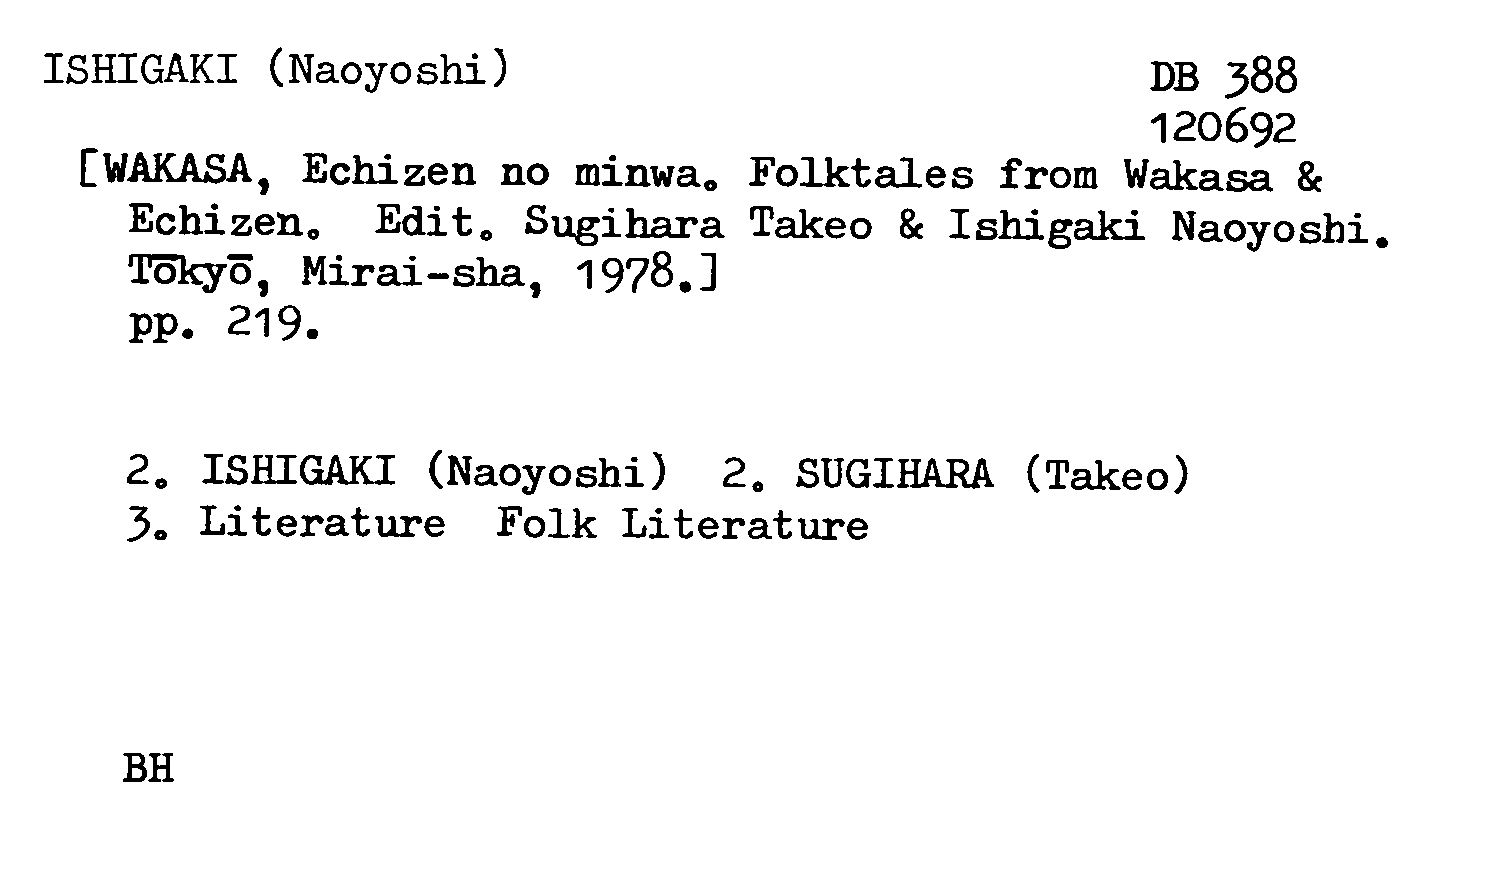 ISHIGAKI (Naoyoshi)
DB 388
120692
[WAKASA, Echizen no minwa. Folktales from Wakasa &
Echizen. Edit. Sugihara Takeo & Ishigaki Naoyoshi.
Tōkyō, Mirai-sha, 1978.]
pp. 219.
2. ISHIGAKI (Naoyoshi) 2. SUGIHARA (Takeo)
3. Literature Folk Literature
BH